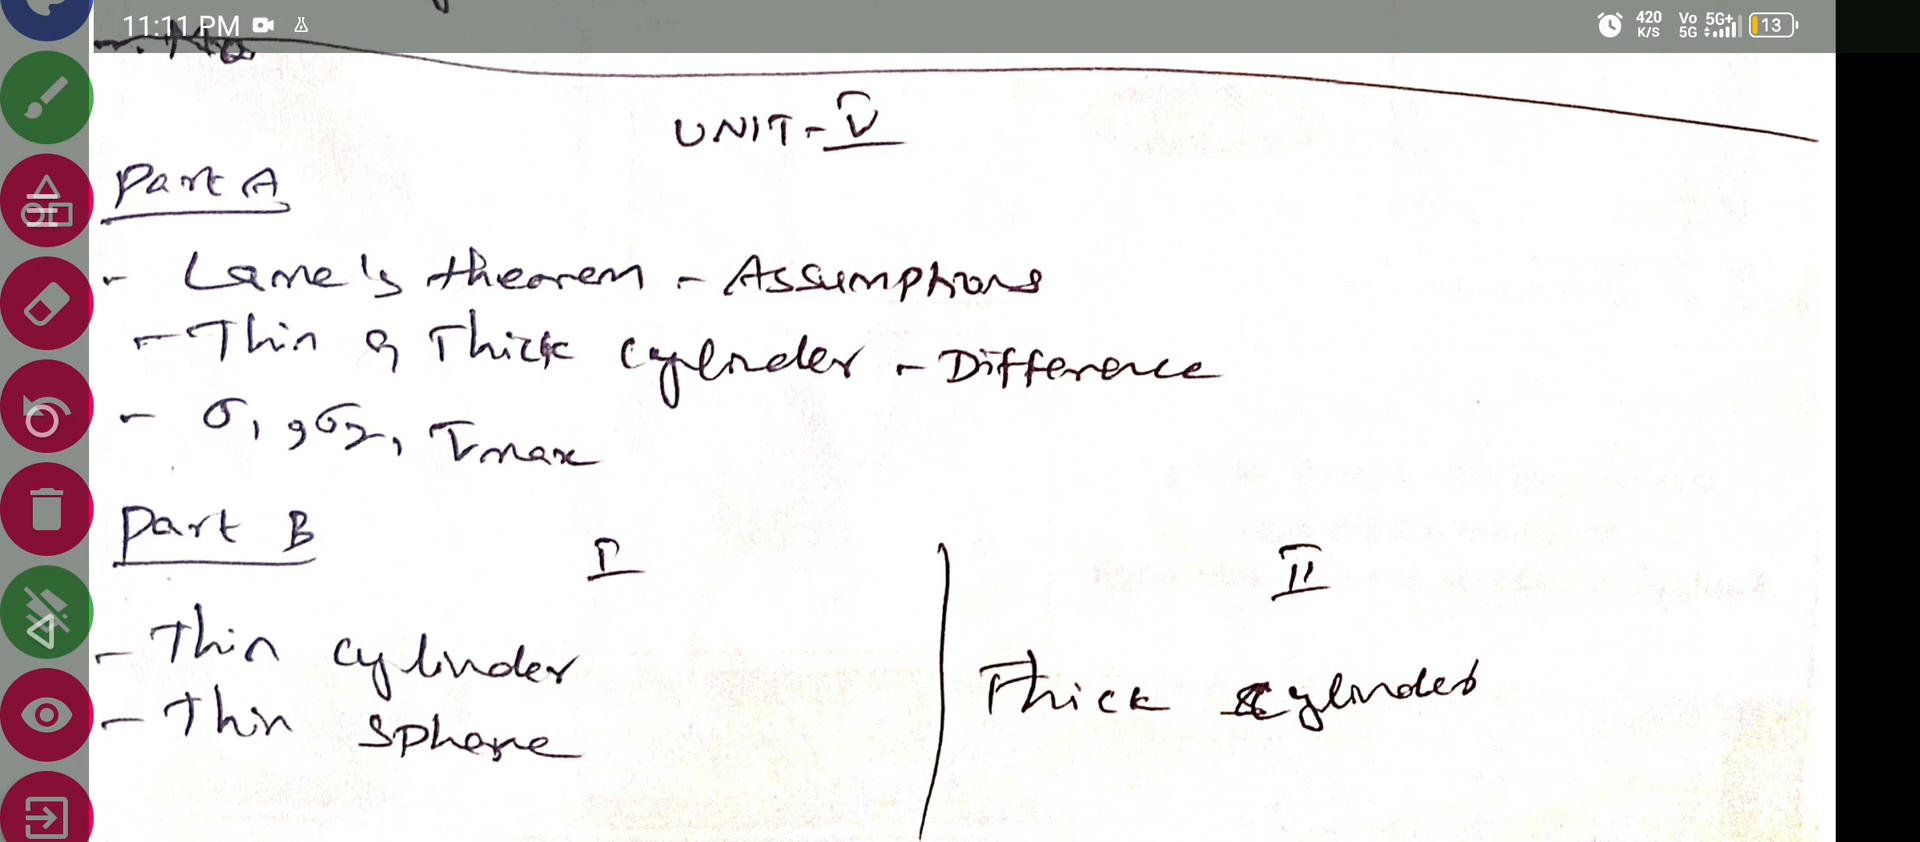 11:11 PM
420 K/S Vo 5G 5G+ 13
UNIT - V
Part A
- Lame's theorem - Assumptions
- Thin & Thick Cylinder - Difference
- σ1, σ2, τmax
Part B
I
- Thin cylinder
- Thin Sphere
II
Thick cylinder